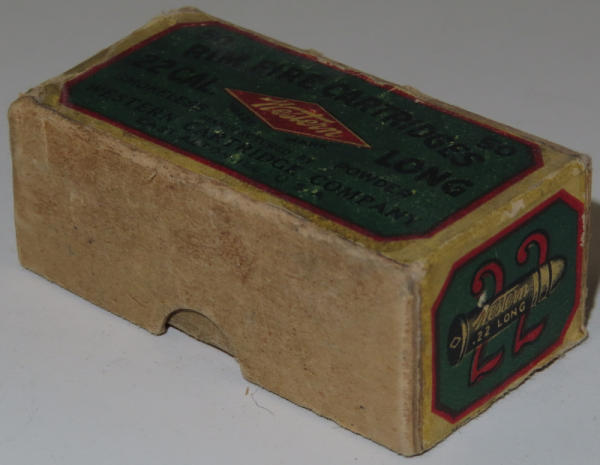 50
RIM FIRE CARTRIDGES
22 CAL. LONG
Western
POWDER
WESTERN CARTRIDGE COMPANY
22
Western
.22 LONG